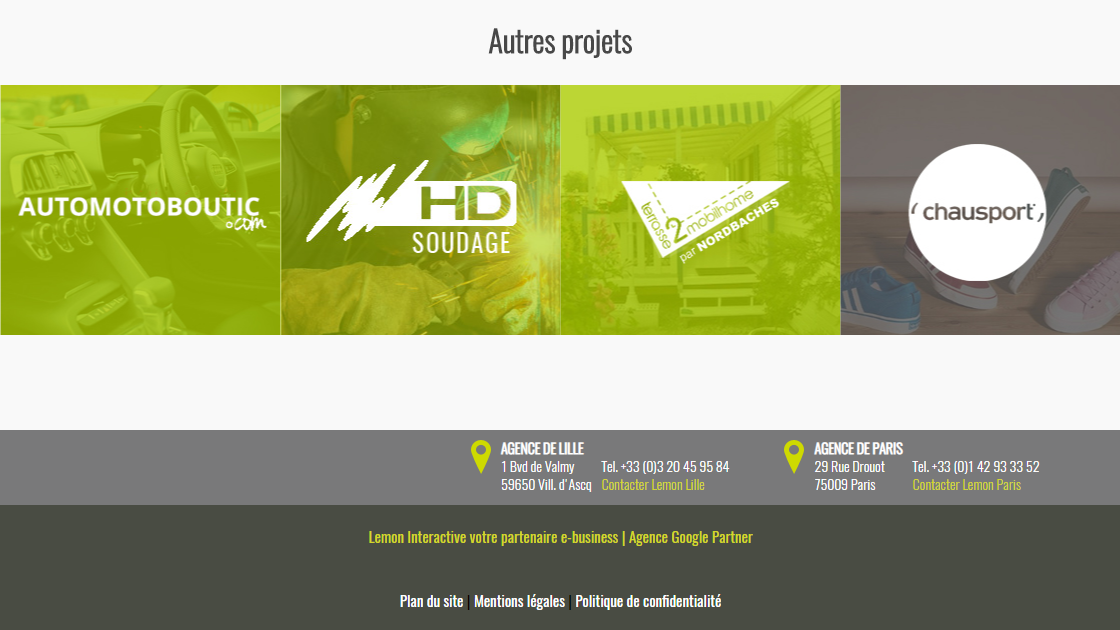 Autres projets
AUTOMOTOBOUTIC
.com
HD
SOUDAGE
terrasse
2
mobilhome
par NORDBACHES
chausport
AGENCE DE LILLE
1 Bvd de Valmy
59650 Vill. d'Ascq
Tel. +33 (0)3 20 45 95 84
Contacter Lemon Lille
AGENCE DE PARIS
29 Rue Drouot
75009 Paris
Tel. +33 (0)1 42 93 33 52
Contacter Lemon Paris
Lemon Interactive votre partenaire e-business | Agence Google Partner
Plan du site | Mentions légales | Politique de confidentialité